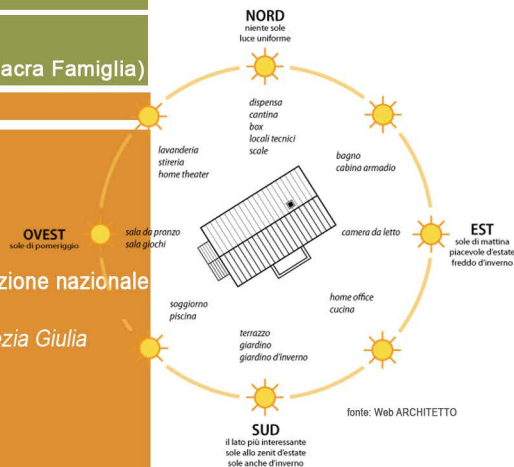 NORD
niente sole
luce uniforme
acra Famiglia)
dispensa
cantina
box
locali tecnici
scale
lavanderia
stireria
home theater
bagno
cabina armadio
OVEST
sole di pomeriggio
sala da pranzo
sala giochi
camera da letto
EST
sole di mattina
piacevole d'estate
freddo d'inverno
zione nazionale
soggiorno
piscina
home office
cucina
ezia Giulia
terrazzo
giardino
giardino d'inverno
fonte: Web ARCHITETTO
SUD
il lato più interessante
sole allo zenit d'estate
sole anche d'inverno